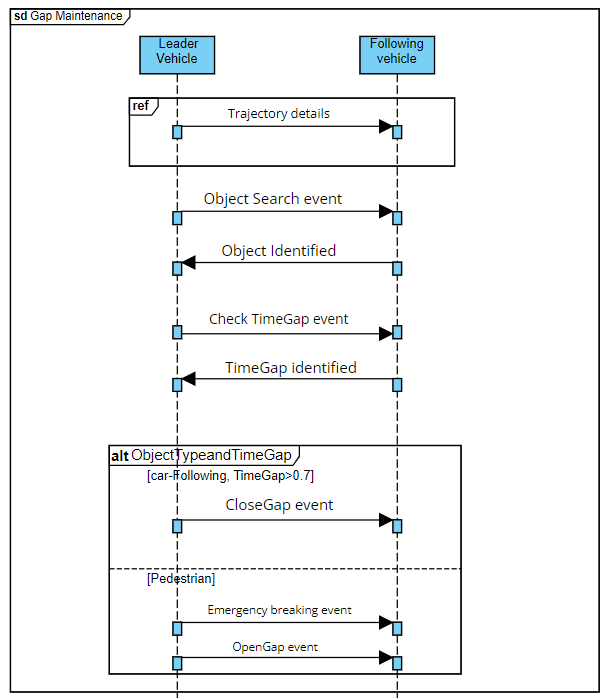 sd Gap Maintenance
Leader
Vehicle
Following
vehicle
ref
Trajectory details
Object Search event
Object Identified
Check TimeGap event
TimeGap identified
alt ObjectTypeandTimeGap
[car-Following, TimeGap>0.7]
CloseGap event
[Pedestrian]
Emergency breaking event
OpenGap event